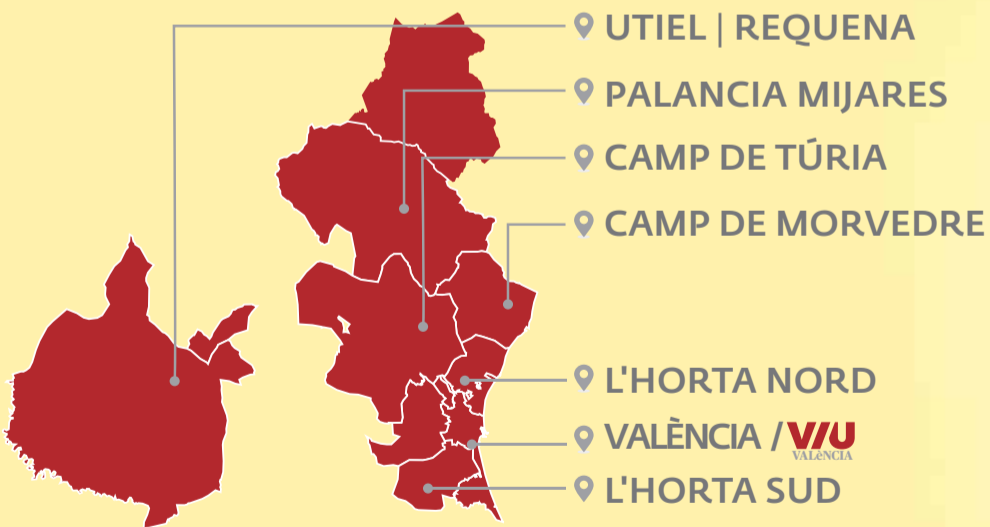 UTIEL | REQUENA
PALANCIA MIJARES
CAMP DE TÚRIA
CAMP DE MORVEDRE
L'HORTA NORD
VALÈNCIA / VIU VALÈNCIA
L'HORTA SUD